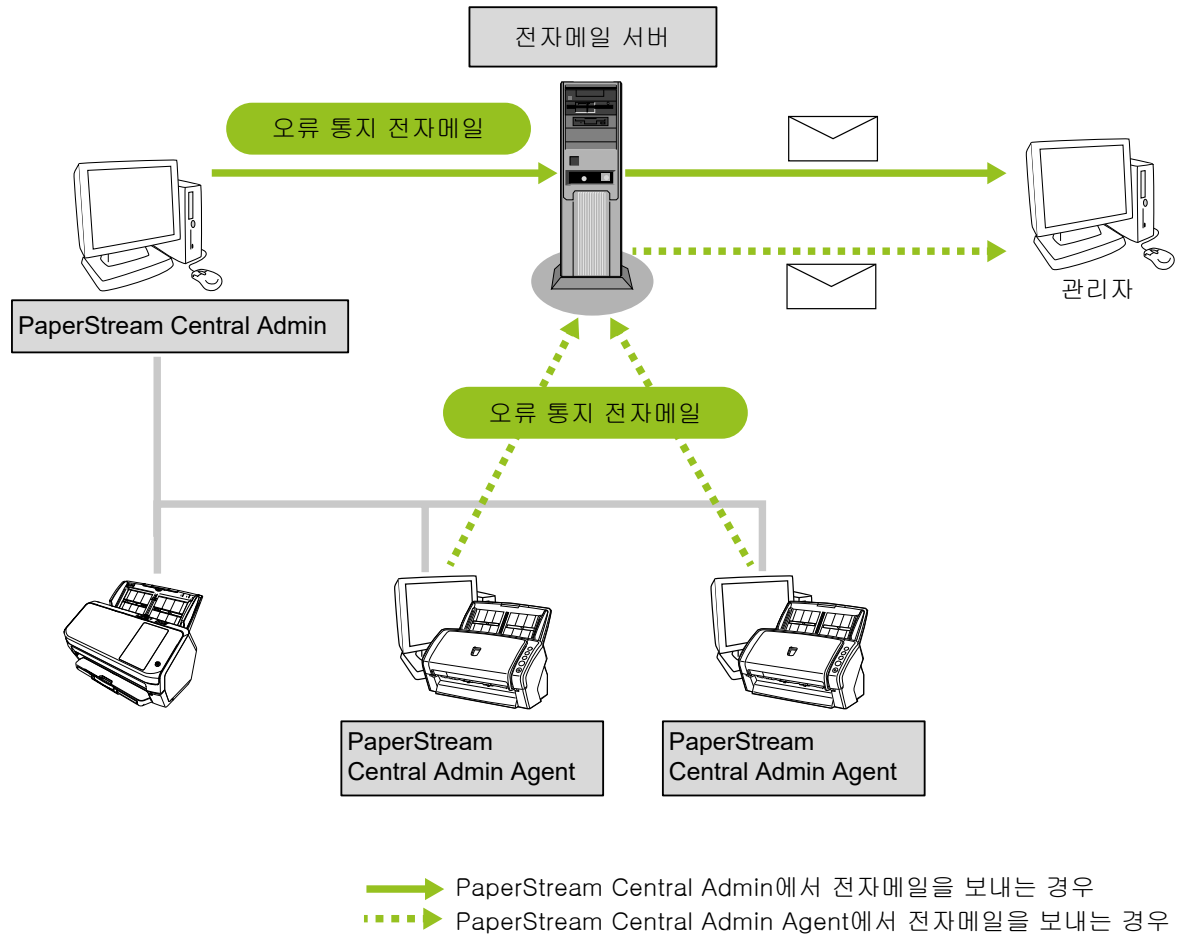 전자메일 서버
오류 통지 전자메일
관리자
PaperStream Central Admin
오류 통지 전자메일
PaperStream
Central Admin Agent
PaperStream
Central Admin Agent
PaperStream Central Admin에서 전자메일을 보내는 경우
PaperStream Central Admin Agent에서 전자메일을 보내는 경우